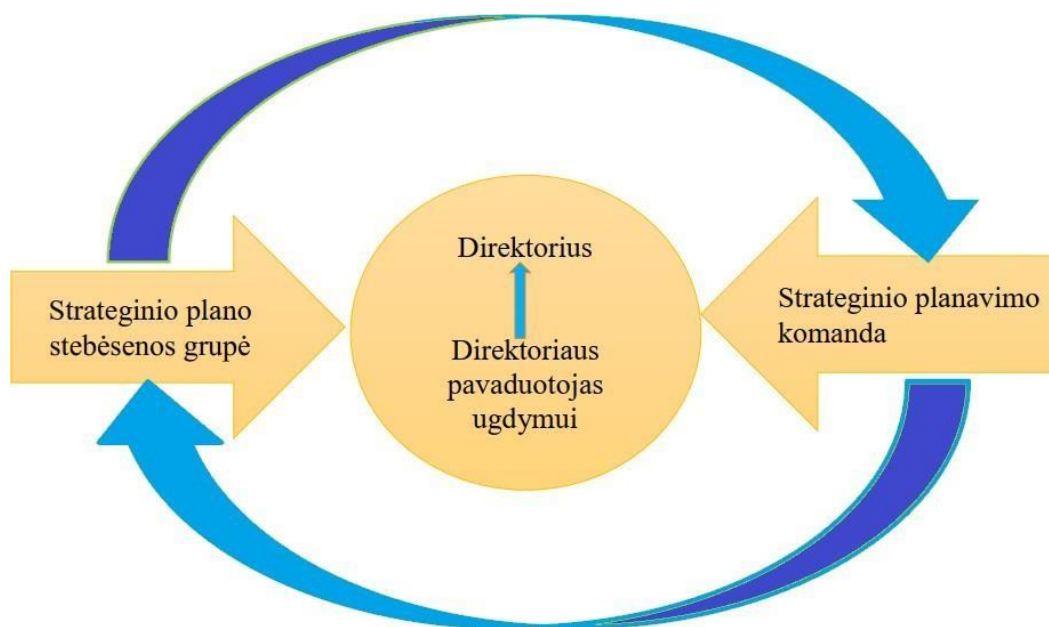 Strateginio plano
stebėsenos grupė
Direktorius
Direktoriaus
pavaduotojas
ugdymui
Strateginio planavimo
komanda